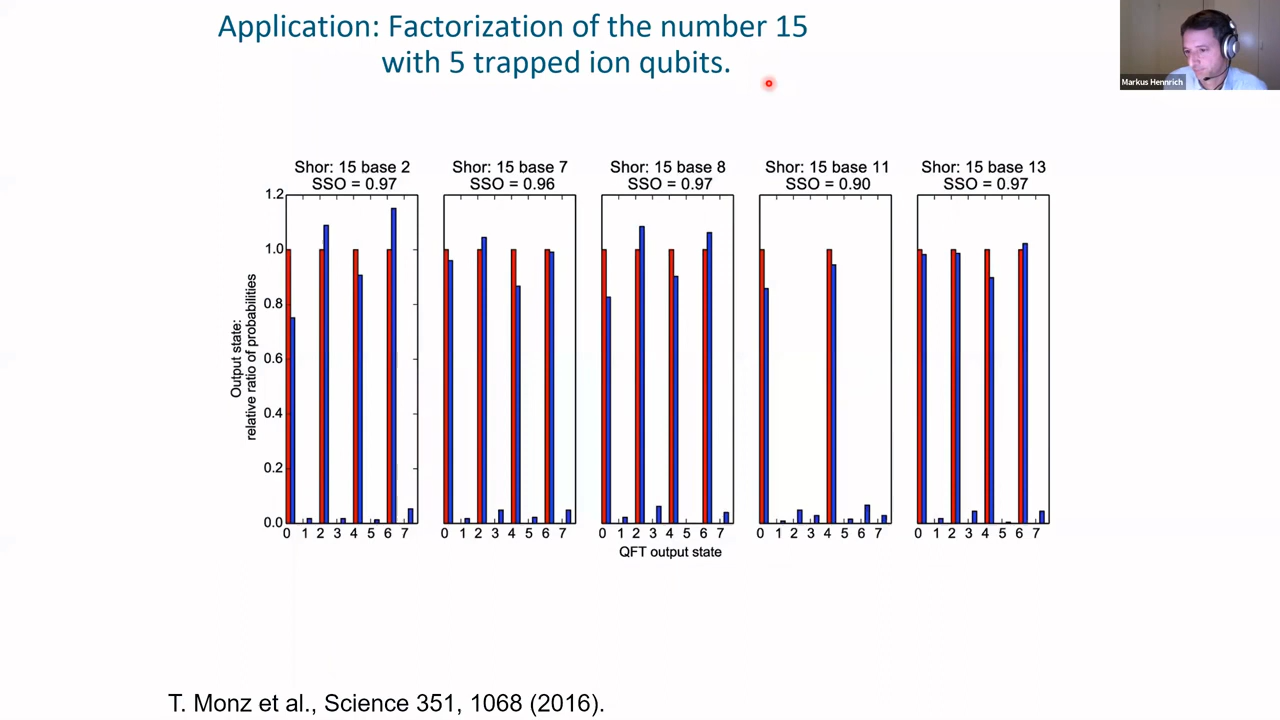 Application: Factorization of the number 15
with 5 trapped ion qubits.
Markus Hennrich
Shor: 15 base 2
SSO = 0.97
Shor: 15 base 7
SSO = 0.96
Shor: 15 base 8
SSO = 0.97
Shor: 15 base 11
SSO = 0.90
Shor: 15 base 13
SSO = 0.97
1.2
1.0
0.8
0.6
0.4
0.2
0.0
Output state:
relative ratio of probabilities
0 1 2 3 4 5 6 7
0 1 2 3 4 5 6 7
0 1 2 3 4 5 6 7
0 1 2 3 4 5 6 7
0 1 2 3 4 5 6 7
QFT output state
T. Monz et al., Science 351, 1068 (2016).